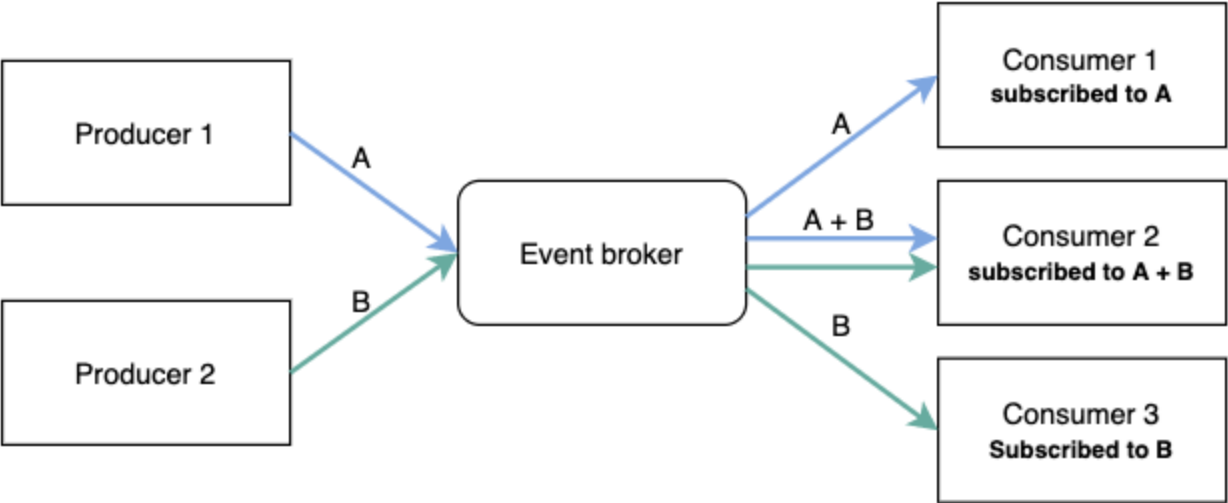 Producer 1
A
B
Producer 2
Event broker
A
A + B
B
Consumer 1
subscribed to A
Consumer 2
subscribed to A + B
Consumer 3
Subscribed to B